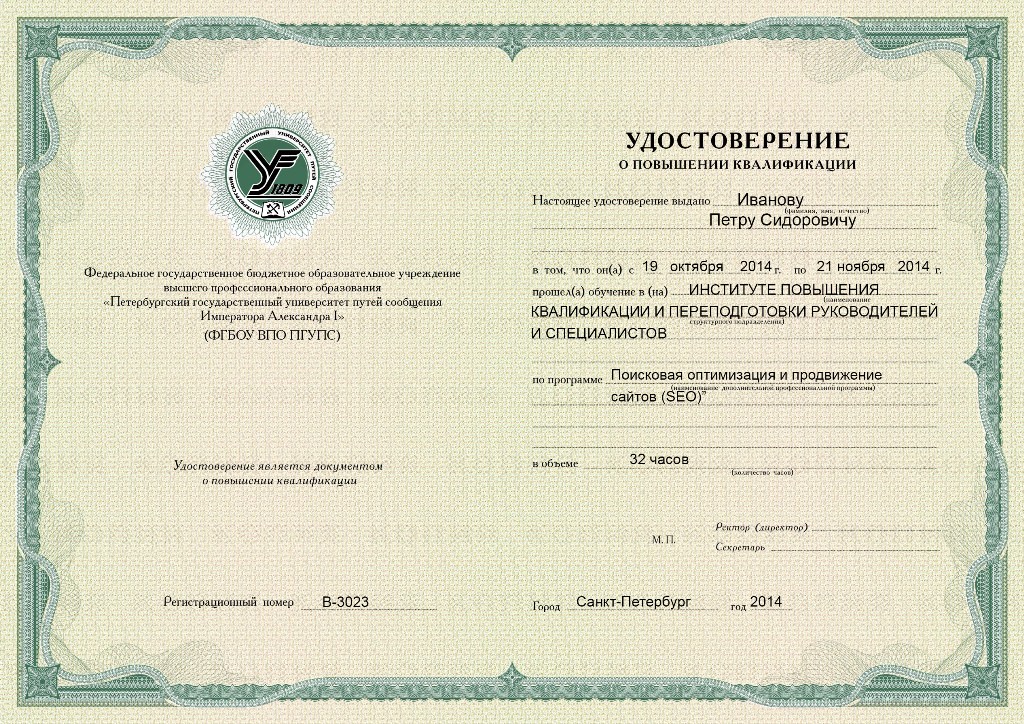 ПЕТЕРБУРГСКИЙ ГОСУДАРСТВЕННЫЙ УНИВЕРСИТЕТ ПУТЕЙ СООБЩЕНИЯ
1809
Федеральное государственное бюджетное образовательное учреждение
высшего профессионального образования
«Петербургский государственный университет путей сообщения
Императора Александра I»
(ФГБОУ ВПО ПГУПС)
Удостоверение является документом
о повышении квалификации
Регистрационный номер В-3023
УДОСТОВЕРЕНИЕ
О ПОВЫШЕНИИ КВАЛИФИКАЦИИ
Настоящее удостоверение выдано Иванову
(фамилия, имя, отчество)
Петру Сидоровичу
в том, что он(а) с 19 октября 2014 г. по 21 ноября 2014 г.
прошел(а) обучение в (на) ИНСТИТУТЕ ПОВЫШЕНИЯ
(наименование
КВАЛИФИКАЦИИ И ПЕРЕПОДГОТОВКИ РУКОВОДИТЕЛЕЙ
структурного подразделения)
И СПЕЦИАЛИСТОВ
по программе Поисковая оптимизация и продвижение
(наименование дополнительной профессиональной программы)
сайтов (SEO)”
в объеме 32 часов
(количество часов)
Ректор (директор)
М. П.
Секретарь
Город Санкт-Петербург год 2014